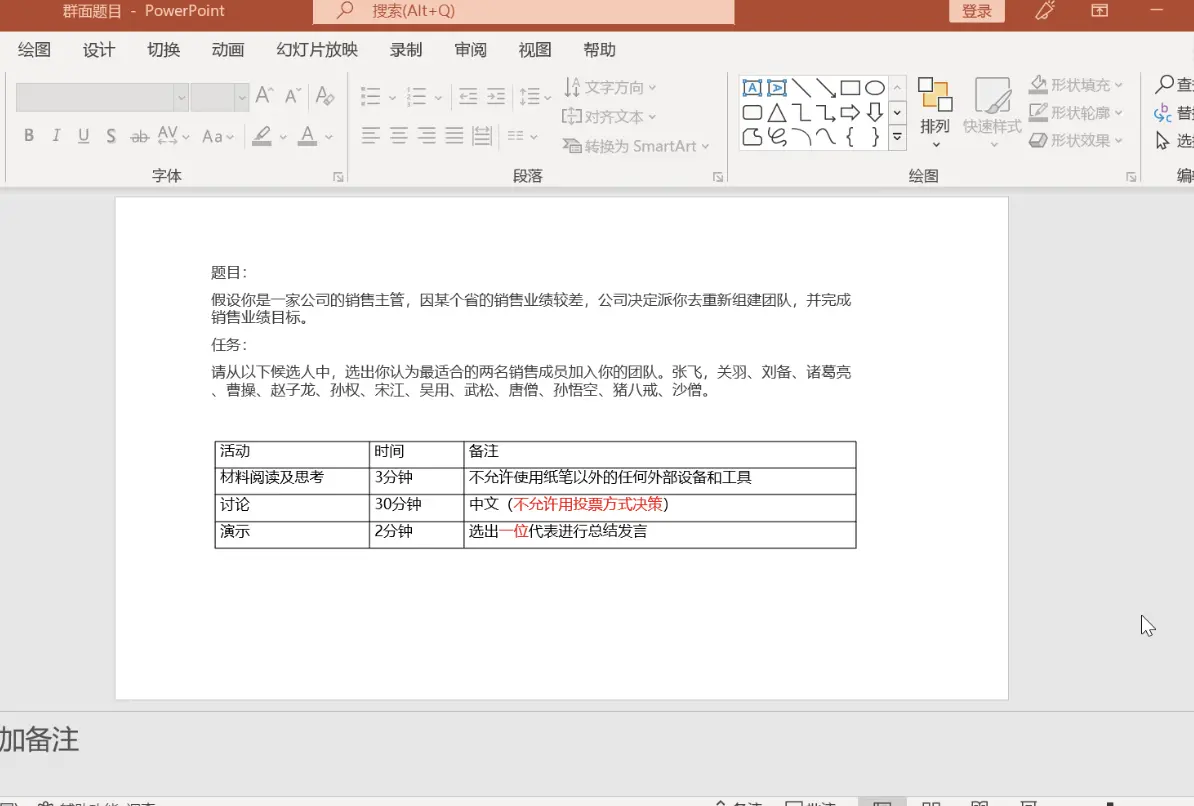 群面题目 - PowerPoint
搜索(Alt+Q)
登录
绘图 设计 切换 动画 幻灯片放映 录制 审阅 视图 帮助
文字方向
对齐文本
转换为 SmartArt
排列
快速样式
形状填充
形状轮廓
形状效果
字体
段落
绘图
题目：
假设你是一家公司的销售主管，因某个省的销售业绩较差，公司决定派你去重新组建团队，并完成
销售业绩目标。
任务：
请从以下候选人中，选出你认为最适合的两名销售成员加入你的团队。张飞，关羽、刘备、诸葛亮
、曹操、赵子龙、孙权、宋江、吴用、武松、唐僧、孙悟空、猪八戒、沙僧。
活动 时间 备注
材料阅读及思考 3分钟 不允许使用纸笔以外的任何外部设备和工具
讨论 30分钟 中文（不允许用投票方式决策）
演示 2分钟 选出一位代表进行总结发言
加备注